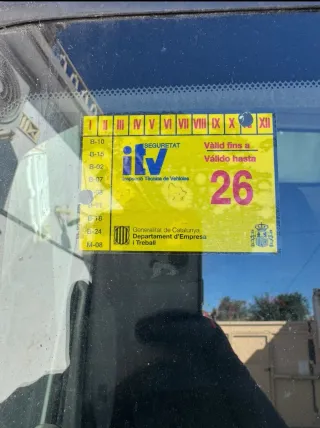 I II III IV V VI VII VIII IX X XII
B-10
B-02
B-24
M-08
SEGURETAT
itv
Inspecció Tècnica de Vehicles
Vàlid fins a
Válido hasta
26
Generalitat de Catalunya
Departament d'Empresa
i Treball